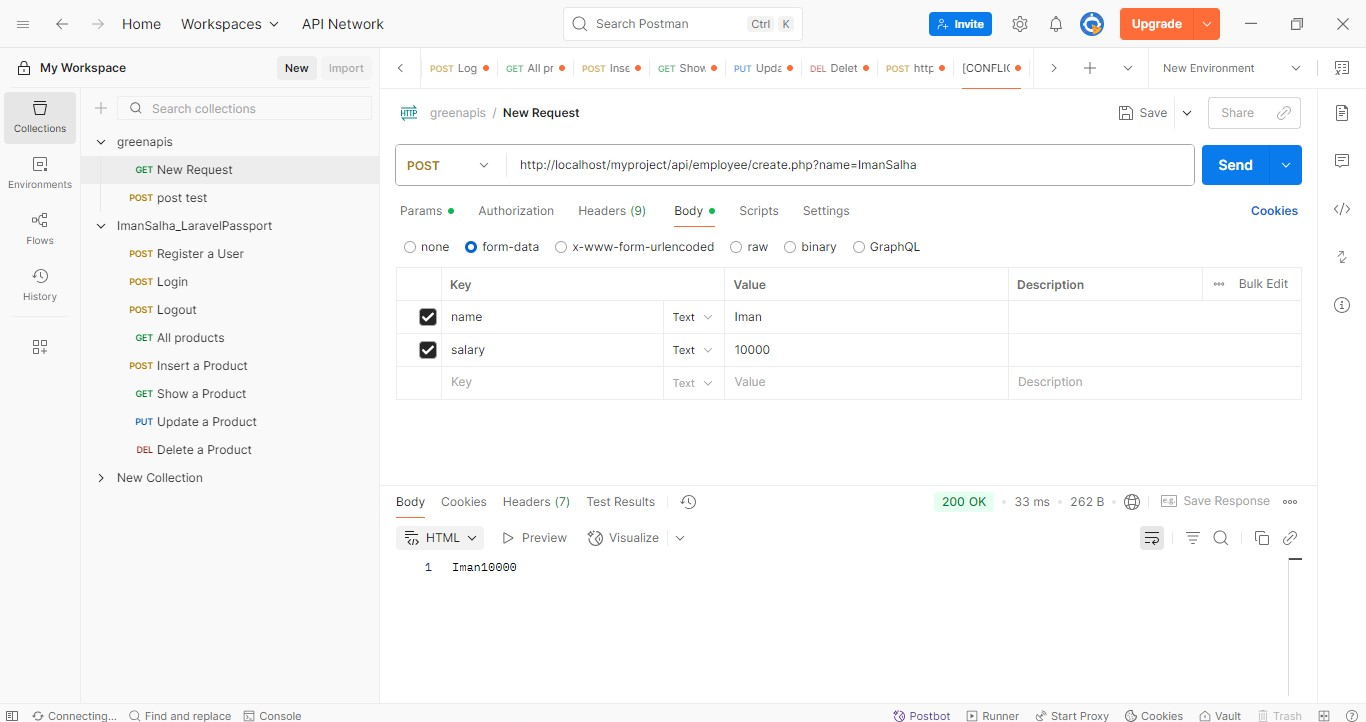 Home Workspaces API Network Search Postman Ctrl K Invite Upgrade
My Workspace New Import
POST Log GET All pr POST Inse GET Show PUT Upda DEL Delet POST http [CONFLIC New Environment
Search collections
Collections
Environments
Flows
History
greenapis
GET New Request
POST post test
ImanSalha_LaravelPassport
POST Register a User
POST Login
POST Logout
GET All products
POST Insert a Product
GET Show a Product
PUT Update a Product
DEL Delete a Product
New Collection
HTTP greenapis / New Request Save Share
POST http://localhost/myproject/api/employee/create.php?name=ImanSalha Send
Params Authorization Headers (9) Body Scripts Settings Cookies
none form-data x-www-form-urlencoded raw binary GraphQL
Key Value Description Bulk Edit
name Text Iman
salary Text 10000
Key Text Value Description
Body Cookies Headers (7) Test Results 200 OK 33 ms 262 B e.g. Save Response
HTML Preview Visualize
1 Iman10000
Connecting... Find and replace Console Postbot Runner Start Proxy Cookies Vault Trash